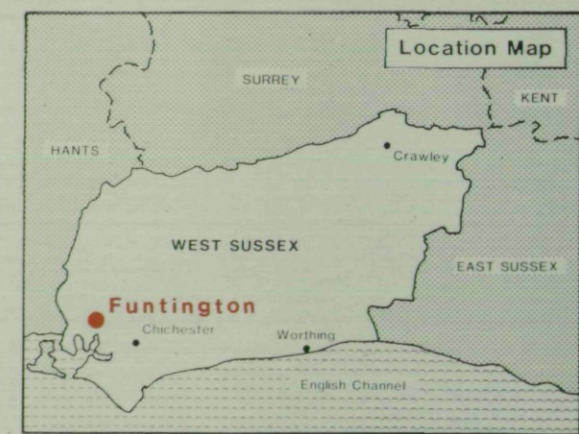 Location Map
SURREY
KENT
HANTS
Crawley
WEST SUSSEX
EAST SUSSEX
Funtington
Chichester
Worthing
English Channel